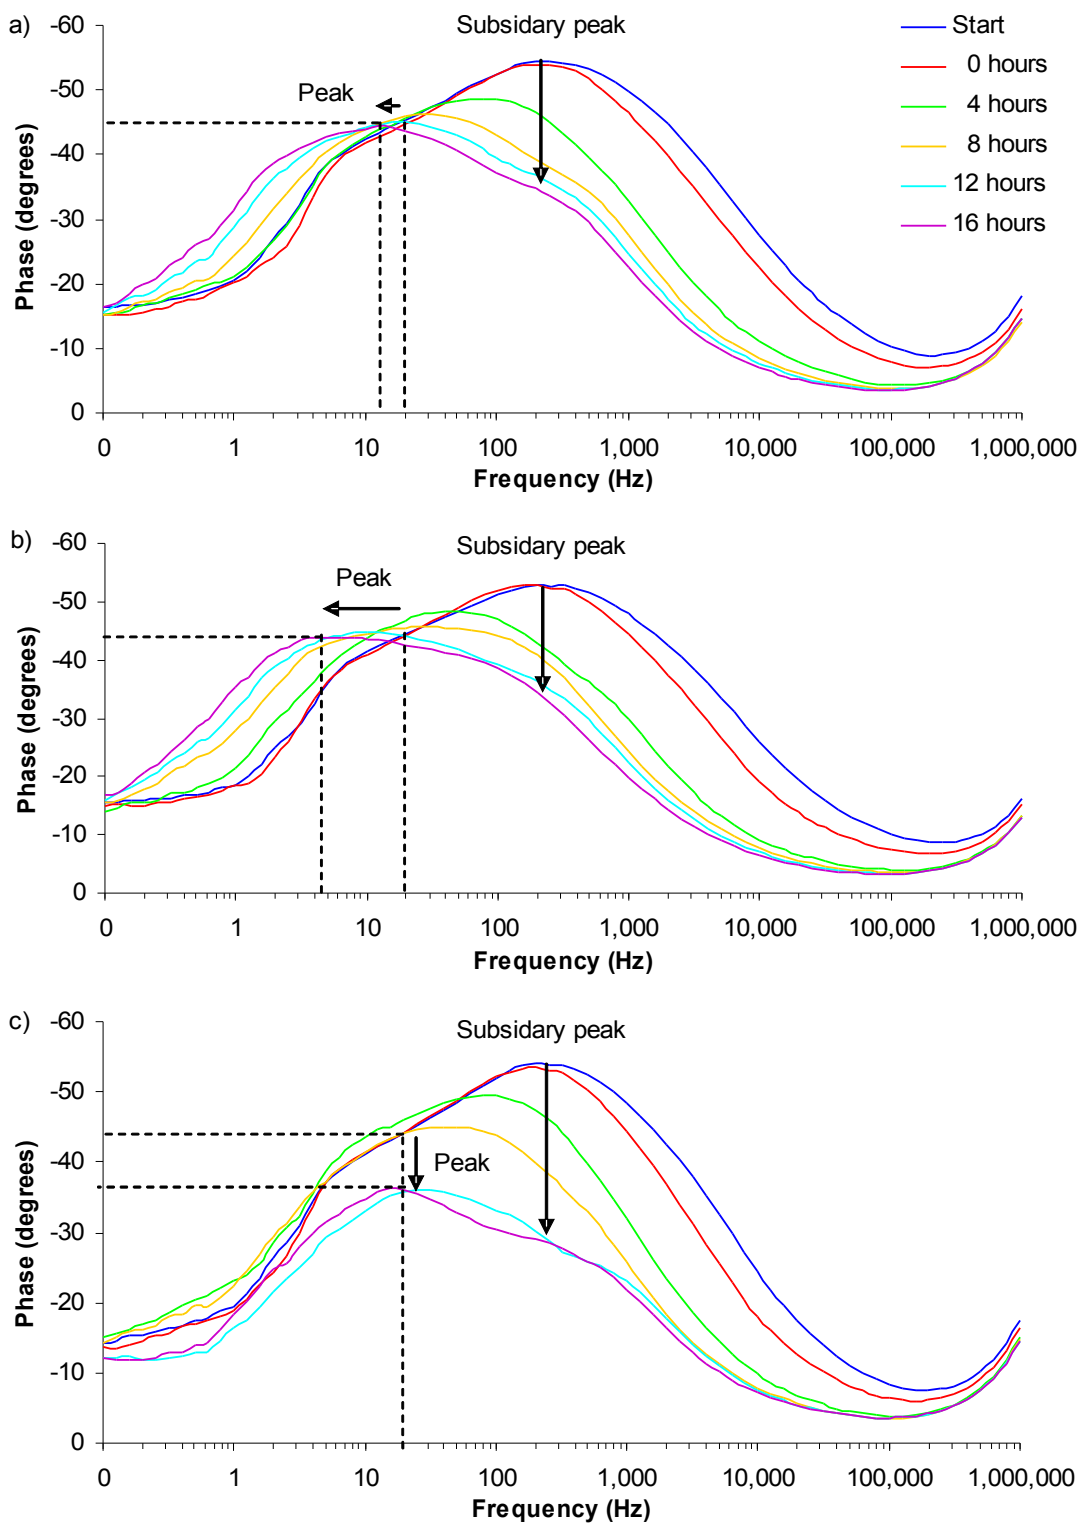 a)
Subsidary peak
Peak
Start
0 hours
4 hours
8 hours
12 hours
16 hours
Phase (degrees)
-60
-50
-40
-30
-20
-10
0
0 1 10 100 1,000 10,000 100,000 1,000,000
Frequency (Hz)
b)
Subsidary peak
Peak
Phase (degrees)
-60
-50
-40
-30
-20
-10
0
0 1 10 100 1,000 10,000 100,000 1,000,000
Frequency (Hz)
c)
Subsidary peak
Peak
Phase (degrees)
-60
-50
-40
-30
-20
-10
0
0 1 10 100 1,000 10,000 100,000 1,000,000
Frequency (Hz)